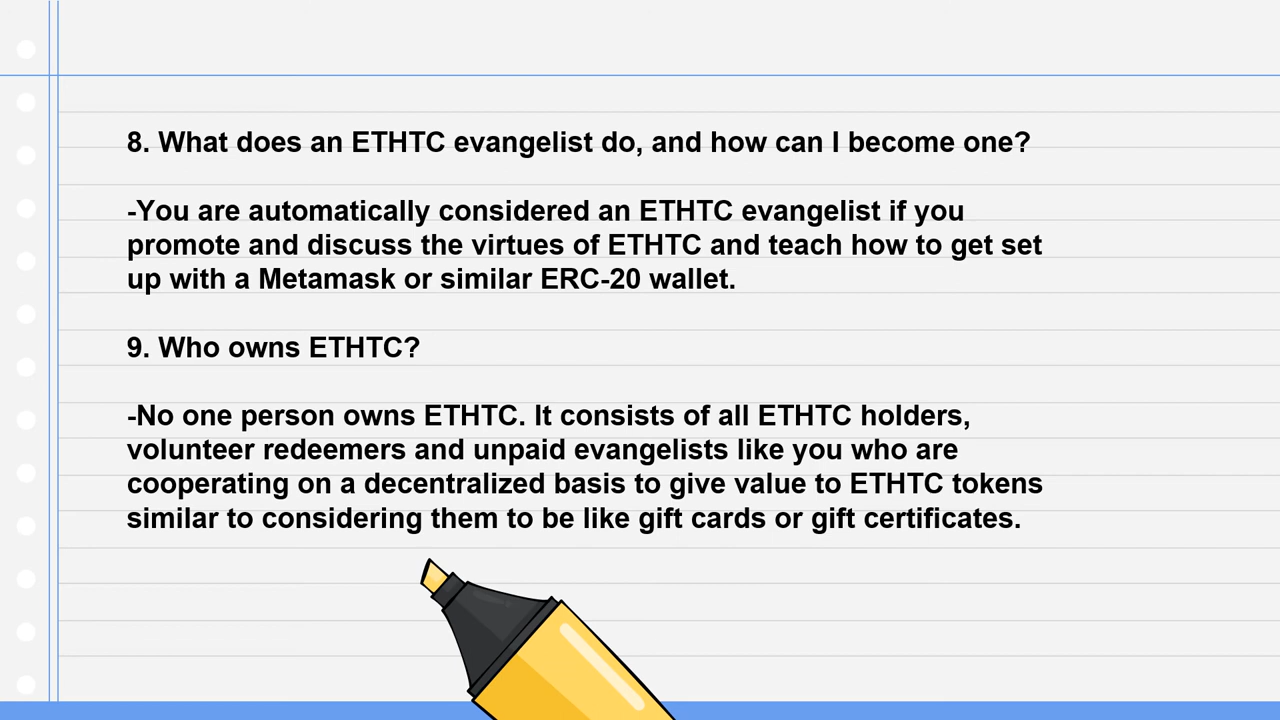 8. What does an ETHTC evangelist do, and how can I become one?
-You are automatically considered an ETHTC evangelist if you
promote and discuss the virtues of ETHTC and teach how to get set
up with a Metamask or similar ERC-20 wallet.
9. Who owns ETHTC?
-No one person owns ETHTC. It consists of all ETHTC holders,
volunteer redeemers and unpaid evangelists like you who are
cooperating on a decentralized basis to give value to ETHTC tokens
similar to considering them to be like gift cards or gift certificates.